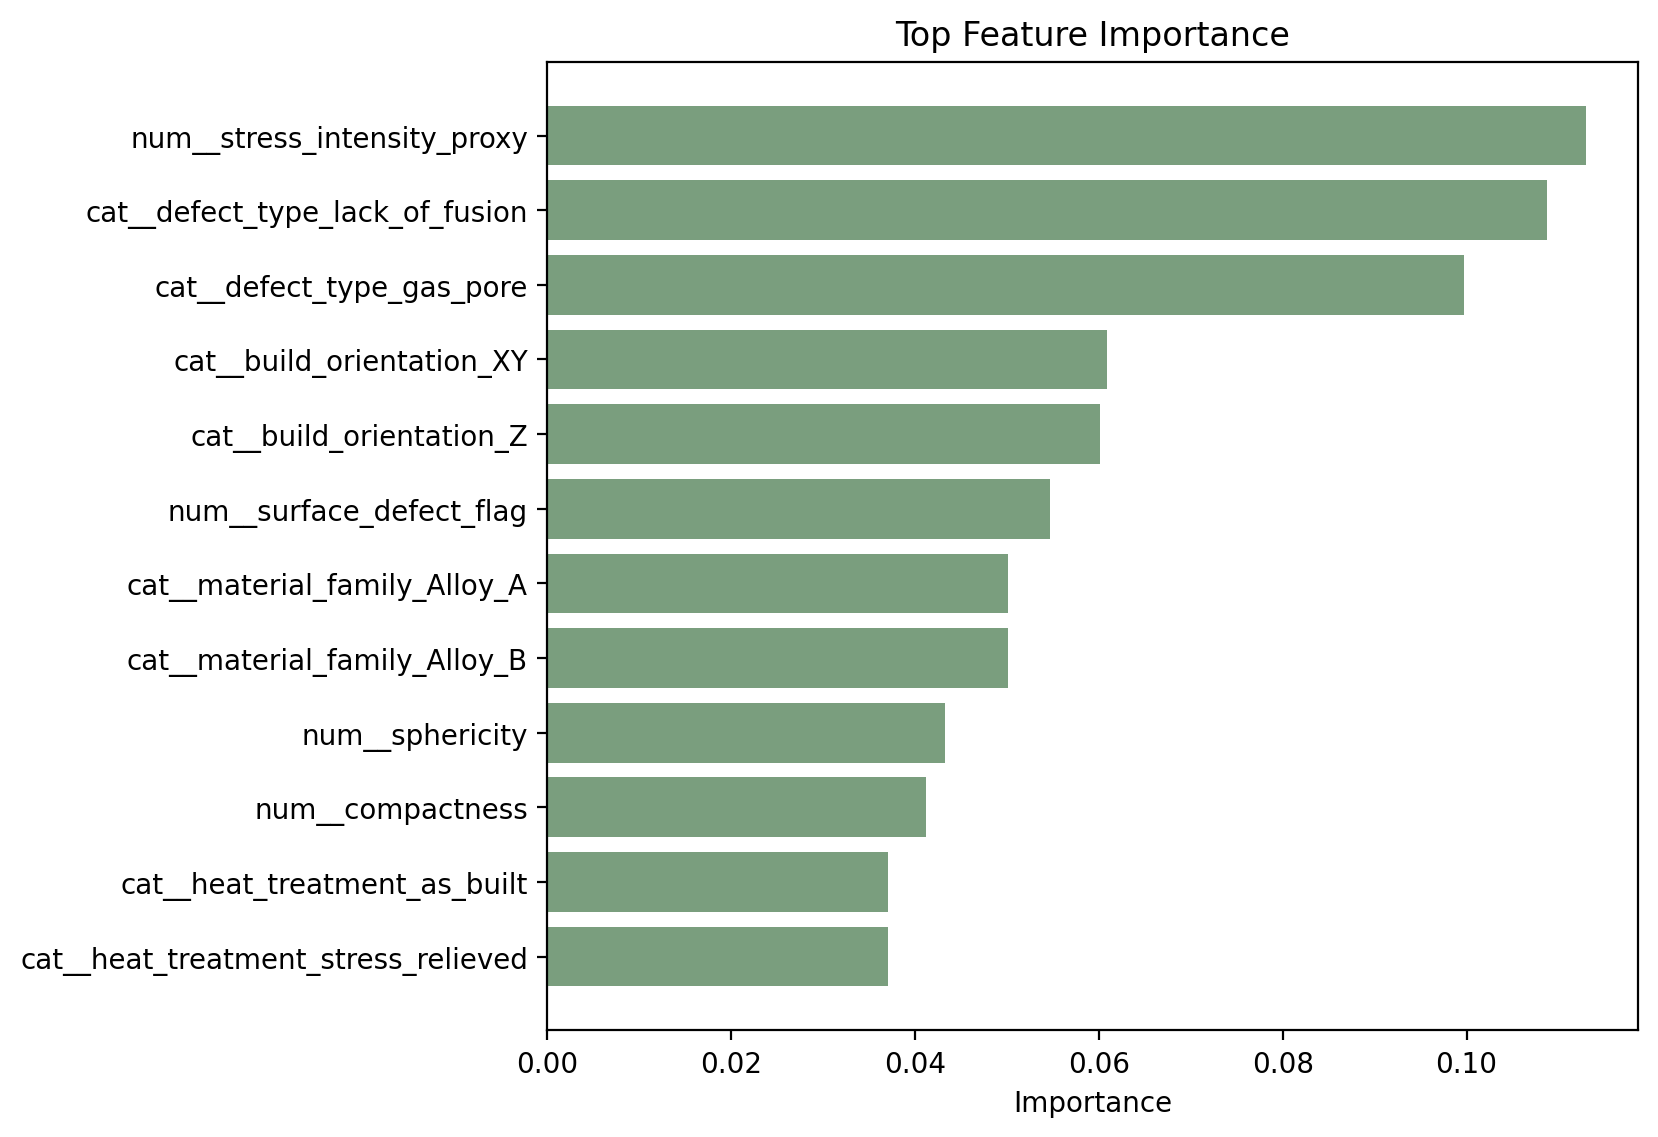 Top Feature Importance
num__stress_intensity_proxy
cat__defect_type_lack_of_fusion
cat__defect_type_gas_pore
cat__build_orientation_XY
cat__build_orientation_Z
num__surface_defect_flag
cat__material_family_Alloy_A
cat__material_family_Alloy_B
num__sphericity
num__compactness
cat__heat_treatment_as_built
cat__heat_treatment_stress_relieved
0.00 0.02 0.04 0.06 0.08 0.10
Importance